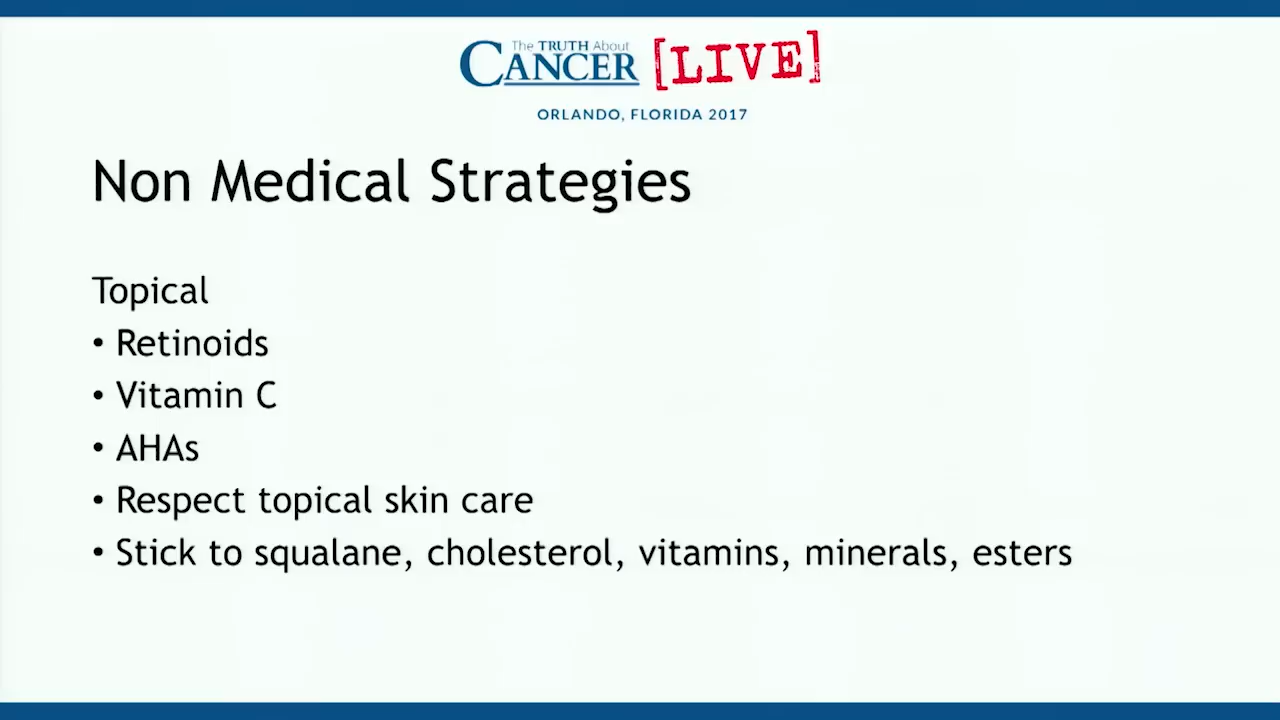 The TRUTH About
CANCER [LIVE]
ORLANDO, FLORIDA 2017
Non Medical Strategies
Topical
• Retinoids
• Vitamin C
• AHAs
• Respect topical skin care
• Stick to squalane, cholesterol, vitamins, minerals, esters